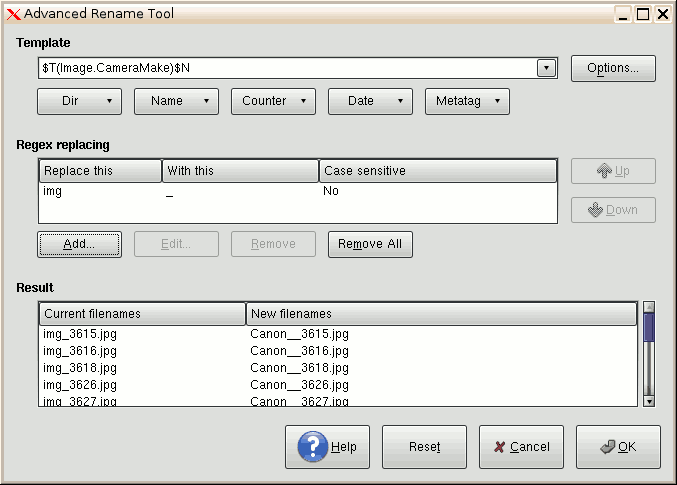 Advanced Rename Tool
Template
$T(Image.CameraMake)$N
Options...
Dir Name Counter Date Metatag
Regex replacing
Replace this With this Case sensitive
img _ No
Up
Down
Add... Edit... Remove Remove All
Result
Current filenames New filenames
img_3615.jpg Canon__3615.jpg
img_3616.jpg Canon__3616.jpg
img_3618.jpg Canon__3618.jpg
img_3626.jpg Canon__3626.jpg
img_3627.jpg Canon__3627.jpg
? Help Reset Cancel OK